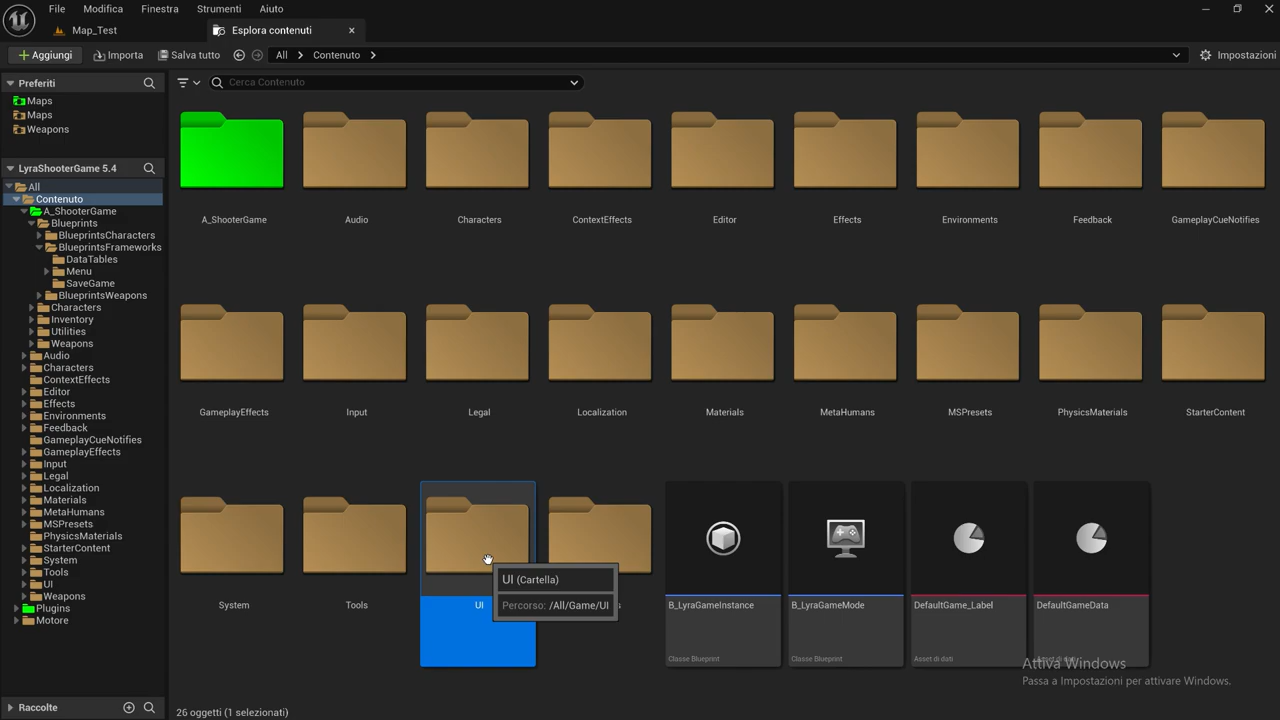 File Modifica Finestra Strumenti Aiuto
Map_Test Esplora contenuti
Aggiungi Importa Salva tutto All Contenuto Impostazioni
Preferiti
Maps
Maps
Weapons
LyraShooterGame 5.4
All
Contenuto
A_ShooterGame
Blueprints
BlueprintsCharacters
BlueprintsFrameworks
DataTables
Menu
SaveGame
BlueprintsWeapons
Characters
Inventory
Utilities
Weapons
Audio
Characters
ContextEffects
Editor
Effects
Environments
Feedback
GameplayCueNotifies
GameplayEffects
Input
Legal
Localization
Materials
MetaHumans
MSPresets
PhysicsMaterials
StarterContent
System
Tools
UI
Weapons
Plugins
Motore
Raccolte
Cerca Contenuto
A_ShooterGame Audio Characters ContextEffects Editor Effects Environments Feedback GameplayCueNotifies
GameplayEffects Input Legal Localization Materials MetaHumans MSPresets PhysicsMaterials StarterContent
System Tools UI B_LyraGameInstance B_LyraGameMode DefaultGame_Label DefaultGameData
UI (Cartella)
Percorso: /All/Game/UI
Classe Blueprint Classe Blueprint Asset di dati
Attiva Windows
Passa a Impostazioni per attivare Windows.
26 oggetti (1 selezionati)